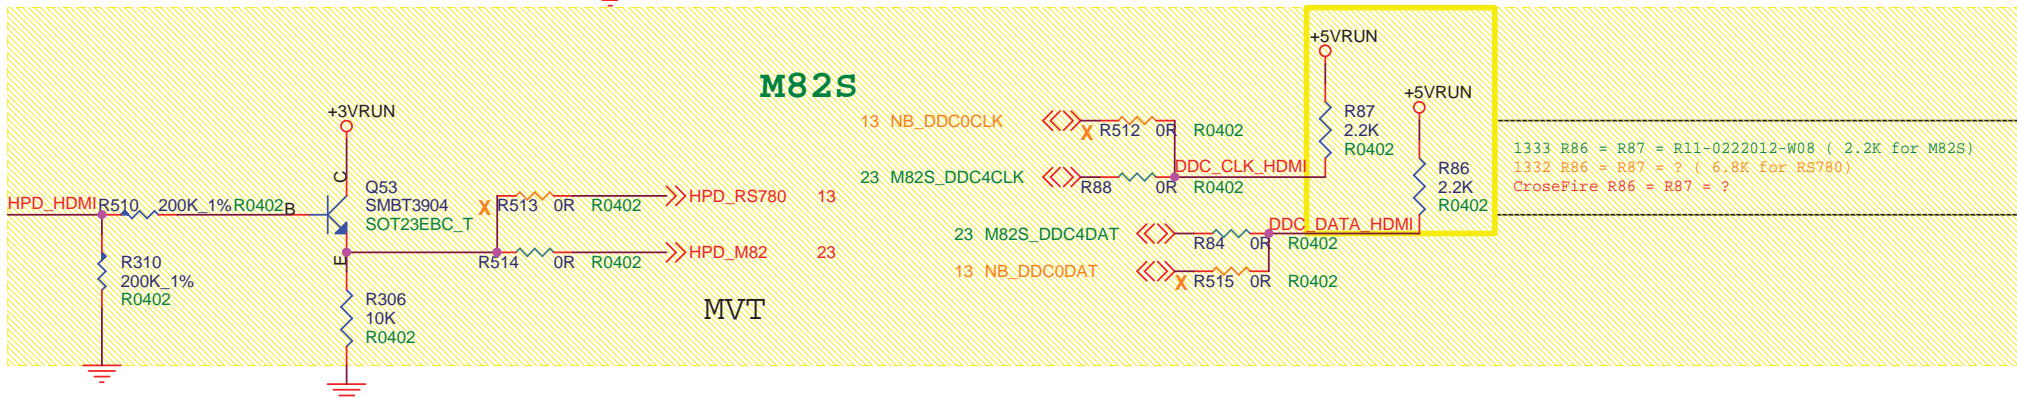 +5VRUN
M82S
+5VRUN
+3VRUN
13 NB_DDC0CLK
X R512 0R R0402
R87
2.2K
R0402
C
1333 R86 = R87 = R11-0222012-W08 ( 2.2K for M82S)
1332 R86 = R87 = ? ( 6.8K for RS780)
CroseFire R86 = R87 = ?
DDC_CLK_HDMI
R86
2.2K
R0402
23 M82S_DDC4CLK
R88 0R R0402
Q53
SMBT3904
SOT23EBC_T
HPD_HDMI R510 200K_1% R0402 B
X R513 0R R0402 HPD_RS780 13
DDC_DATA_HDMI
23 M82S_DDC4DAT
R84 0R R0402
E
R514 0R R0402 HPD_M82 23
R310
200K_1%
R0402
13 NB_DDC0DAT
X R515 0R R0402
R306
10K
R0402
MVT